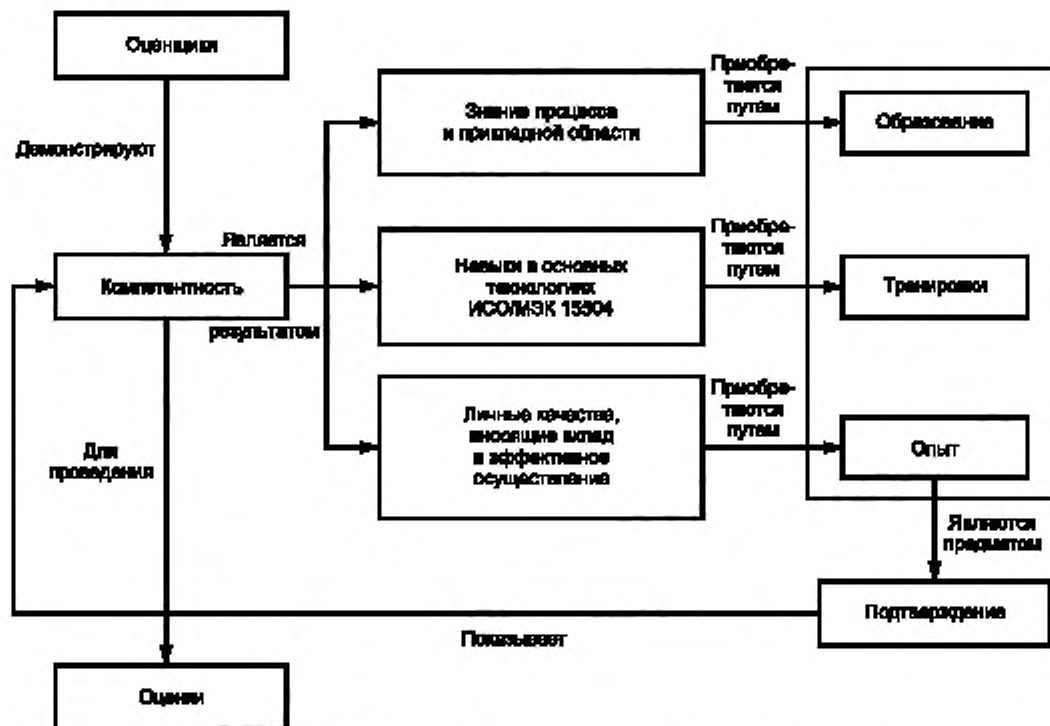 Оценщики
Демонстрируют
Компетентность
Является
результатом
Для
проведения
Оценки
Знание процесса
и прикладной области
Навыки в основных
технологиях
ИСО/МЭК 15504
Личные качества,
вносящие вклад
в эффективное
осуществление
Приобре-
таются
путем
Приобре-
таются
путем
Приобре-
таются
путем
Образование
Тренировки
Опыт
Являются
предметом
Подтверждение
Показывает